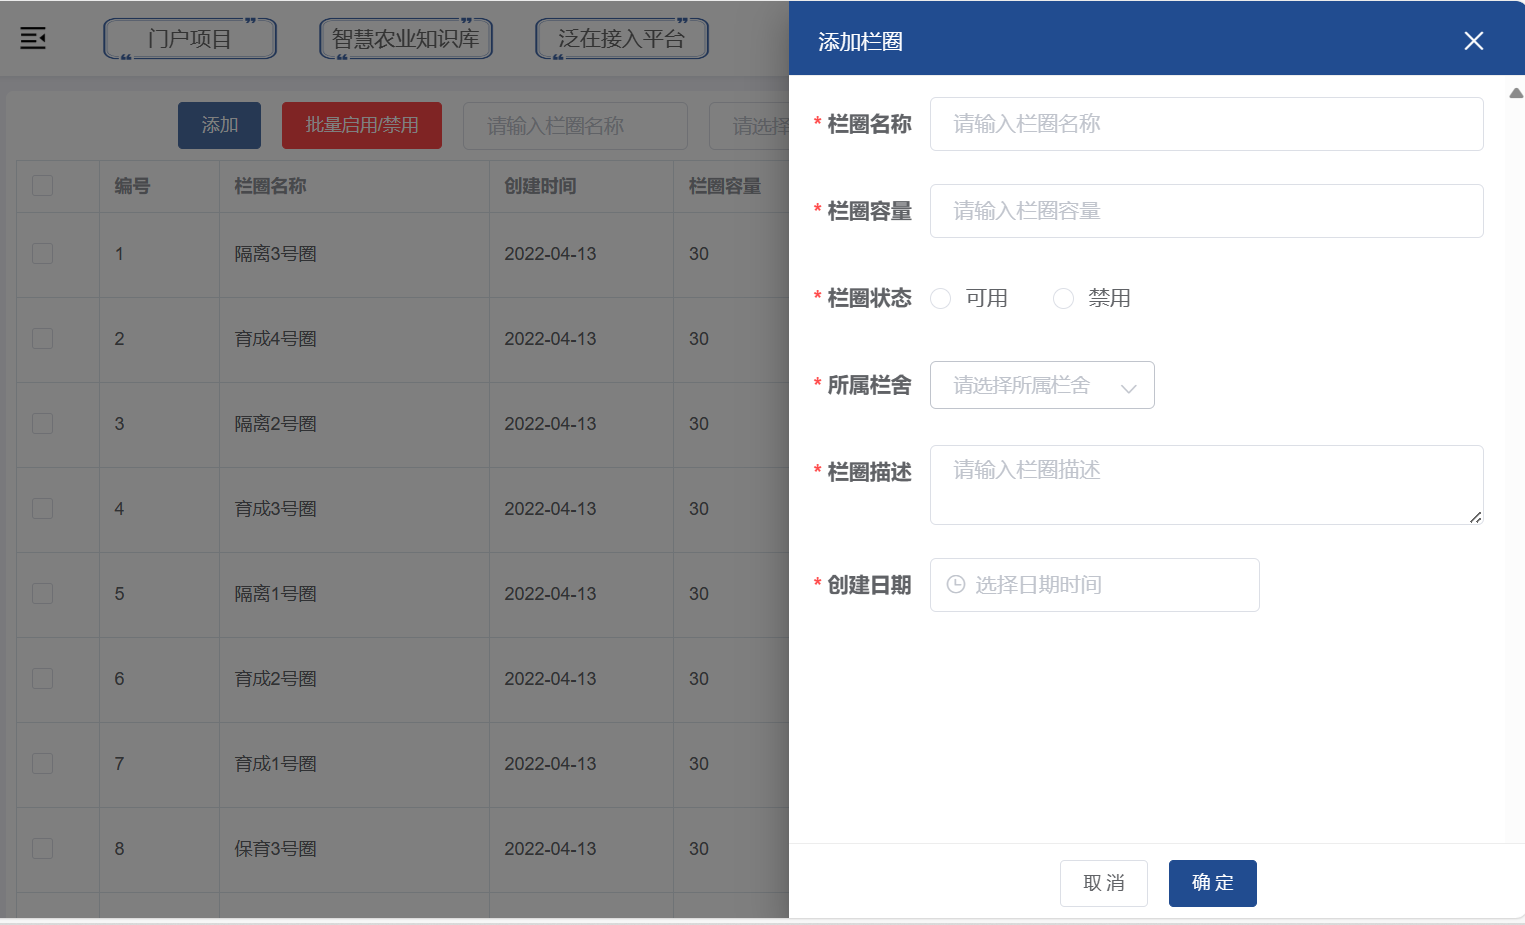 门户项目
智慧农业知识库
泛在接入平台
添加
批量启用/禁用
请输入栏圈名称
请选择
编号 栏圈名称 创建时间 栏圈容量
1 隔离3号圈 2022-04-13 30
2 育成4号圈 2022-04-13 30
3 隔离2号圈 2022-04-13 30
4 育成3号圈 2022-04-13 30
5 隔离1号圈 2022-04-13 30
6 育成2号圈 2022-04-13 30
7 育成1号圈 2022-04-13 30
8 保育3号圈 2022-04-13 30
添加栏圈
* 栏圈名称 请输入栏圈名称
* 栏圈容量 请输入栏圈容量
* 栏圈状态 可用 禁用
* 所属栏舍 请选择所属栏舍
* 栏圈描述 请输入栏圈描述
* 创建日期 选择日期时间
取 消
确 定